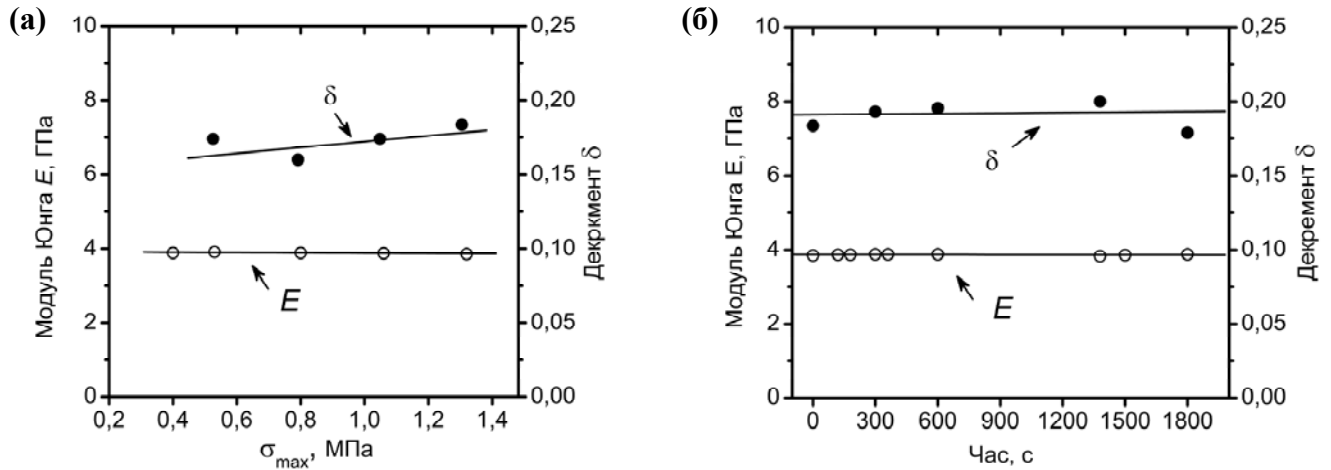 (а)
Модуль Юнга E, ГПа
10
8
6
4
2
0
0,25
0,20
0,15
0,10
0,05
0,00
Декркмент δ
δ
E
0,2 0,4 0,6 0,8 1,0 1,2 1,4
σmax, МПа
(б)
Модуль Юнга Е, ГПа
10
8
6
4
2
0
0,25
0,20
0,15
0,10
0,05
0,00
Декремент δ
δ
E
0 300 600 900 1200 1500 1800
Час, с